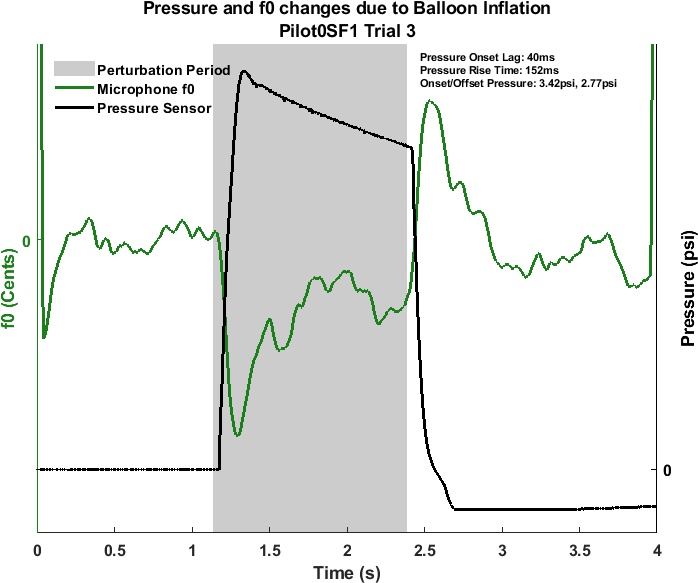 Pressure and f0 changes due to Balloon Inflation
Pilot0SF1 Trial 3
Perturbation Period
Microphone f0
Pressure Sensor
Pressure Onset Lag: 40ms
Pressure Rise Time: 152ms
Onset/Offset Pressure: 3.42psi, 2.77psi
0
f0 (Cents)
Pressure (psi)
0
0
0.5
1
1.5
2
2.5
3
3.5
4
Time (s)